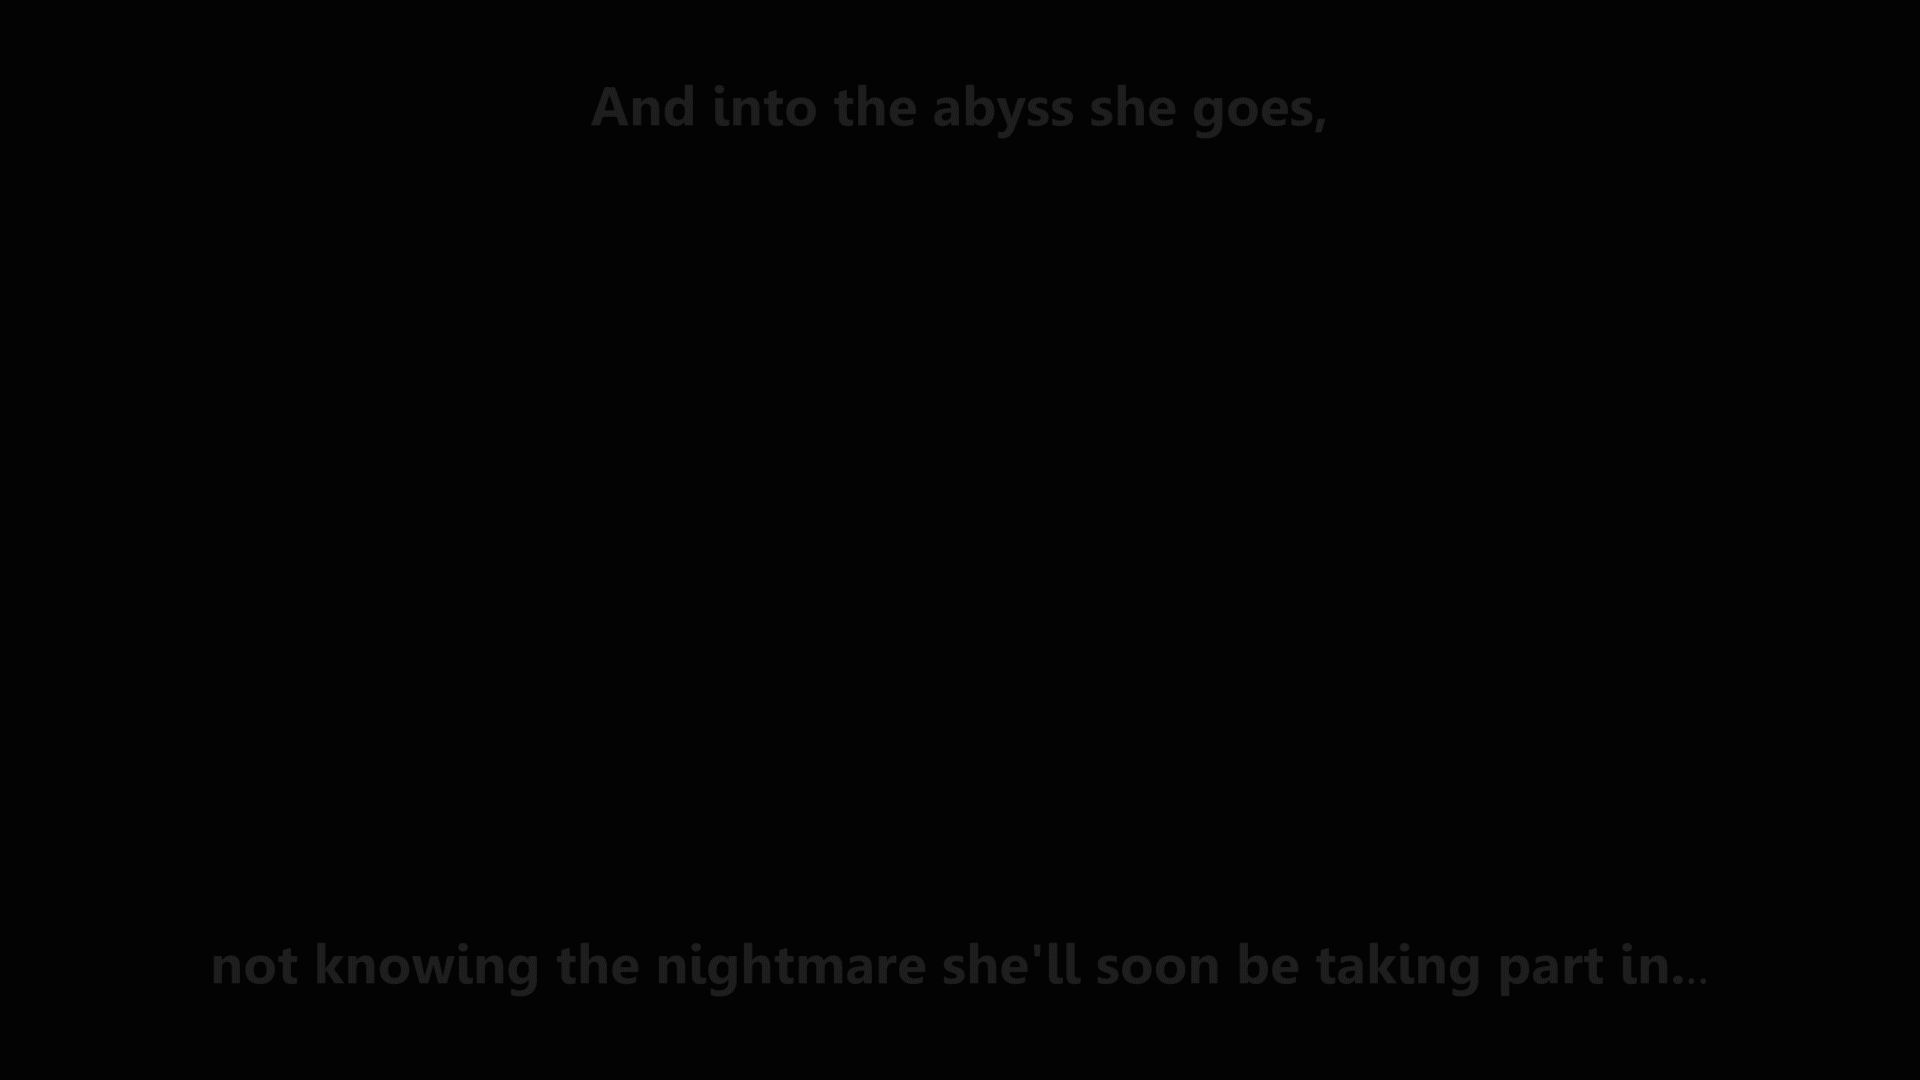 And into the abyss she goes,
not knowing the nightmare she'll soon be taking part in...